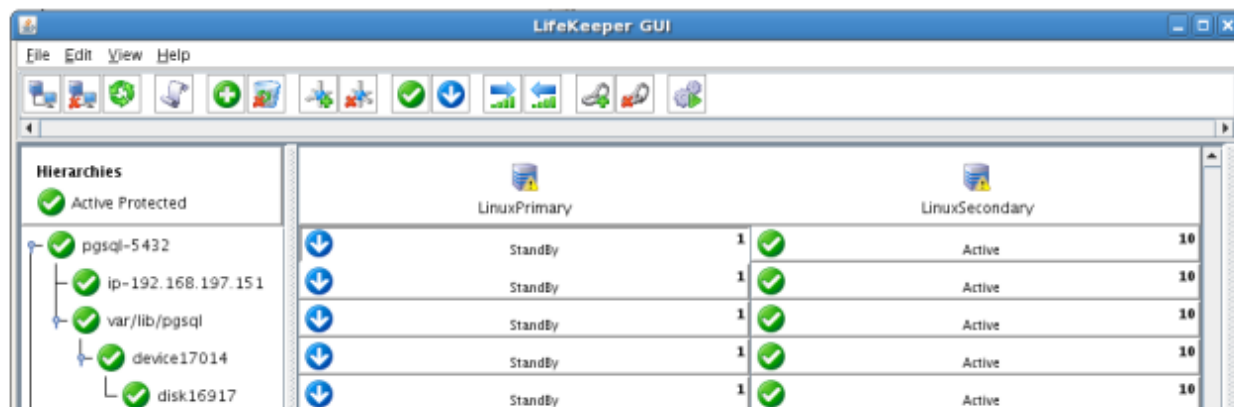 LifeKeeper GUI
File Edit View Help
Hierarchies
Active Protected
LinuxPrimary LinuxSecondary
pgsql-5432 StandBy 1 Active 10
ip-192.168.197.151 StandBy 1 Active 10
var/lib/pgsql StandBy 1 Active 10
device17014 StandBy 1 Active 10
disk16917 StandBy 1 Active 10